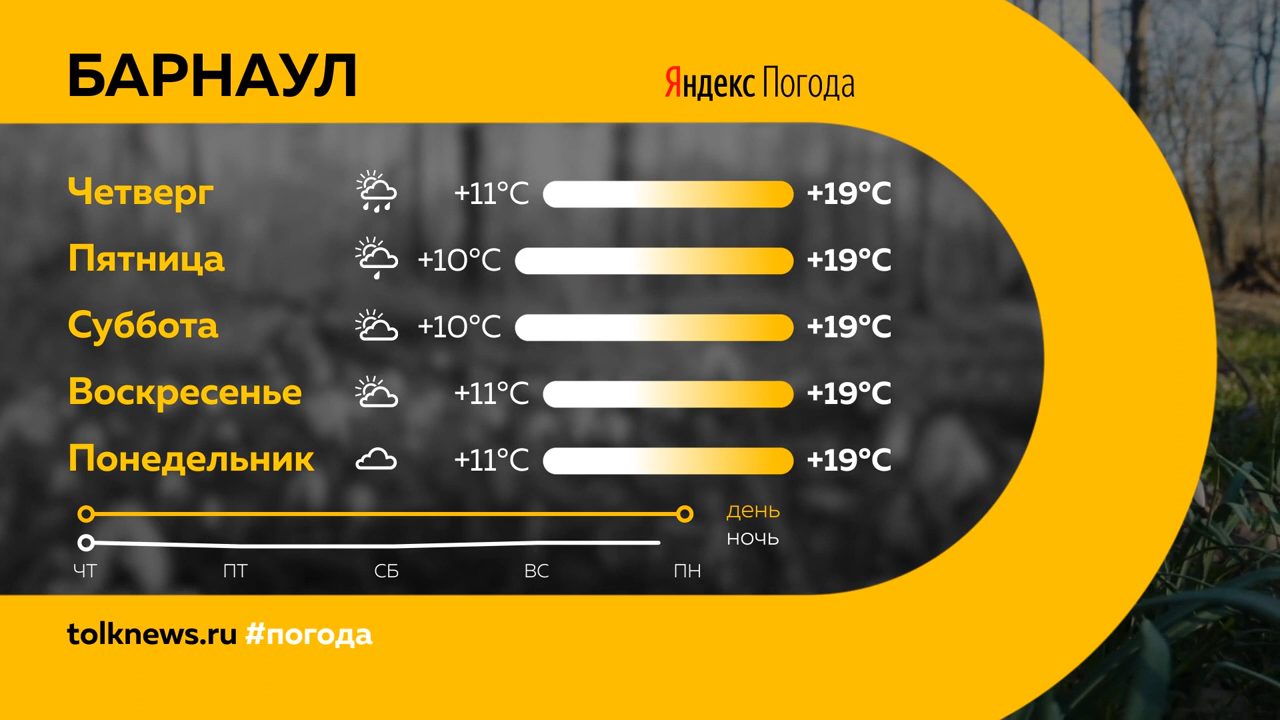 БАРНАУЛ
Яндекс Погода
Четверг +11°C +19°C
Пятница +10°C +19°C
Суббота +10°C +19°C
Воскресенье +11°C +19°C
Понедельник +11°C +19°C
день
ночь
ЧТ ПТ СБ ВС ПН
tolknews.ru #погода